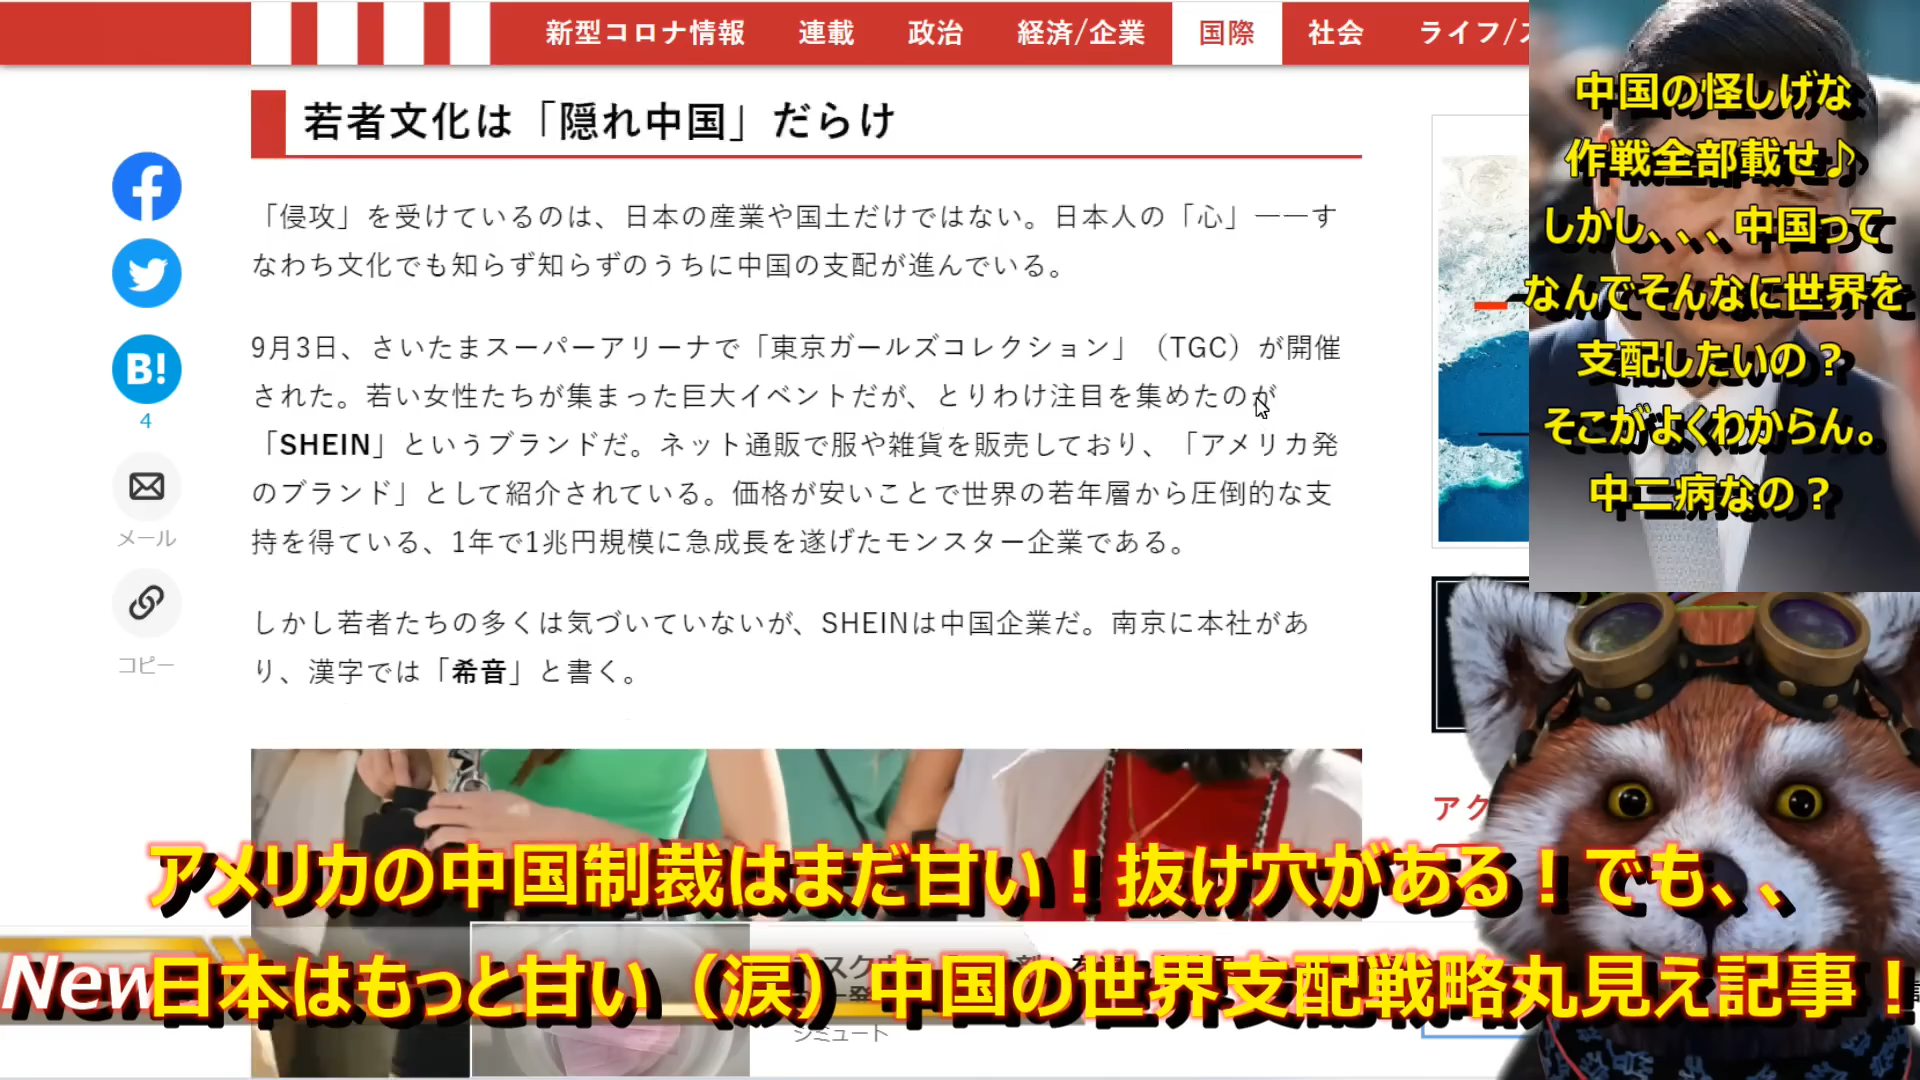 新型コロナ情報 連載 政治 経済/企業 国際 社会 ライフ/
若者文化は「隠れ中国」だらけ
「侵攻」を受けているのは、日本の産業や国土だけではない。日本人の「心」――す
なわち文化でも知らず知らずのうちに中国の支配が進んでいる。
9月3日、さいたまスーパーアリーナで「東京ガールズコレクション」（TGC）が開催
された。若い女性たちが集まった巨大イベントだが、とりわけ注目を集めたのが
「SHEIN」というブランドだ。ネット通販で服や雑貨を販売しており、「アメリカ発
のブランド」として紹介されている。価格が安いことで世界の若年層から圧倒的な支
持を得ている、1年で1兆円規模に急成長を遂げたモンスター企業である。
しかし若者たちの多くは気づいていないが、SHEINは中国企業だ。南京に本社があ
り、漢字では「希音」と書く。
B!
4
メール
コピー
中国の怪しげな
作戦全部載せ♪
しかし、、、中国って
なんでそんなに世界を
支配したいの？
そこがよくわからん。
中二病なの？
アク
アメリカの中国制裁はまだ甘い！抜け穴がある！でも、、
New
日本はもっと甘い（涙）中国の世界支配戦略丸見え記事！
シミュート